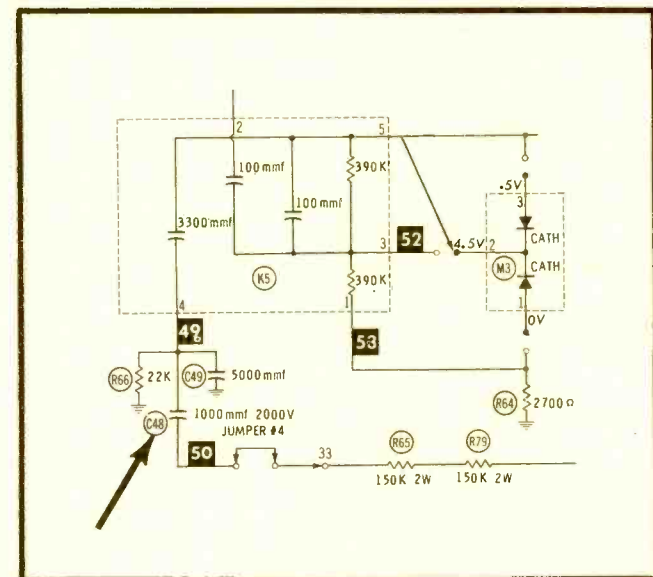 2
5
100mmf
390K
.5V
3
100mmf
CATH
3300mmf
3
52
4.5V
2
M3
CATH
K5
390K
1
1
0V
4
49
53
R66
22K
C49
5000mmf
R64
2700Ω
C48
1000mmf 2000V
JUMPER #4
50
33
R65
R79
150K 2W
150K 2W